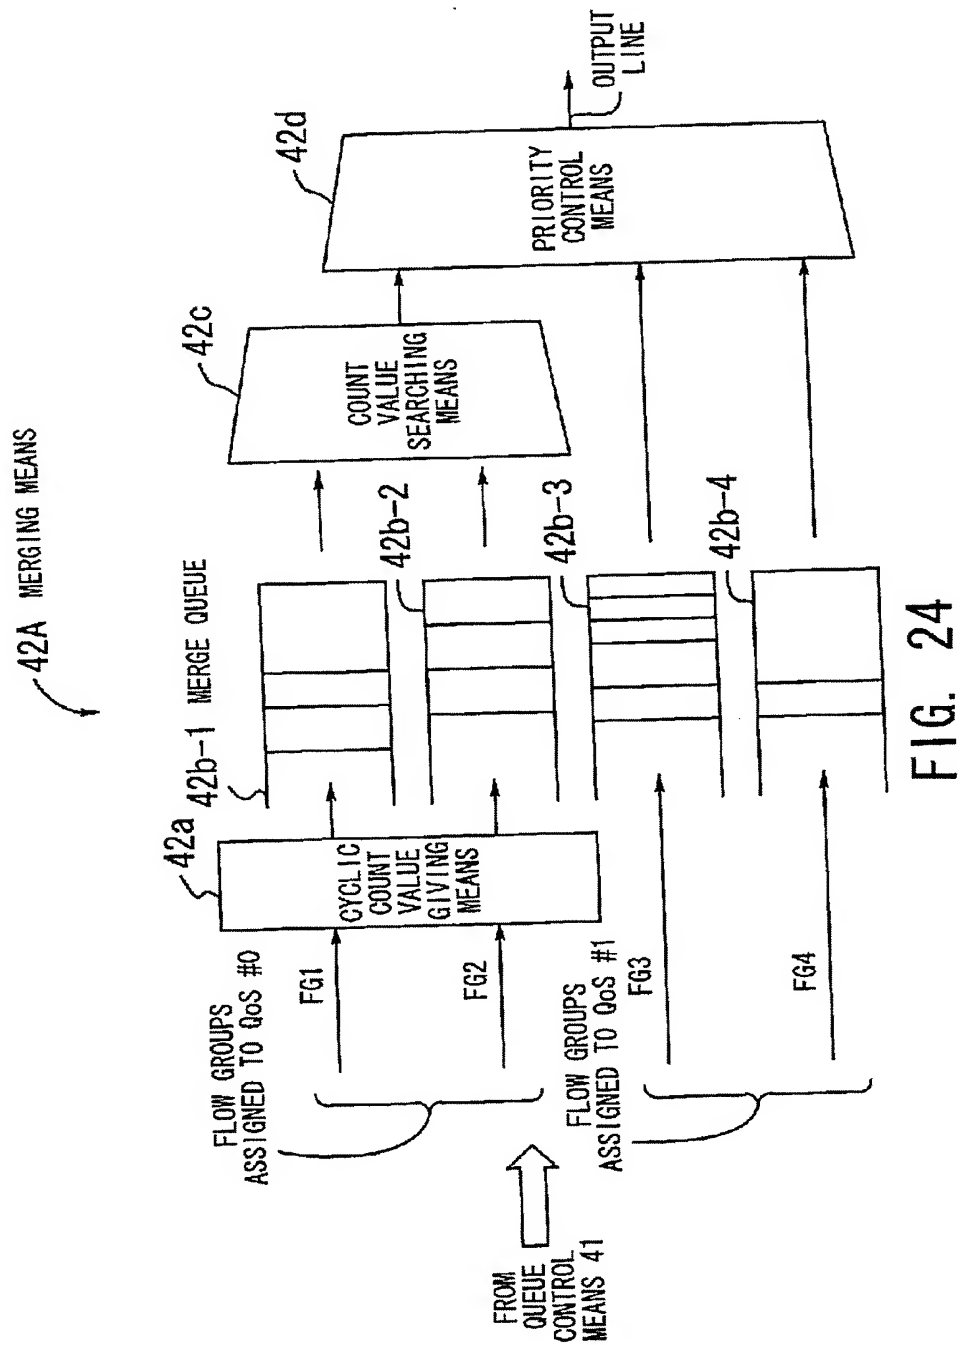 42A MERGING MEANS
FROM
QUEUE
CONTROL
MEANS 41
FLOW GROUPS
ASSIGNED TO QoS #0
FG1
FG2
FLOW GROUPS
ASSIGNED TO QoS #1
FG3
FG4
42a
CYCLIC
COUNT
VALUE
GIVING
MEANS
42b-1 MERGE QUEUE
42b-2
42b-3
42b-4
42c
COUNT
VALUE
SEARCHING
MEANS
42d
PRIORITY
CONTROL
MEANS
OUTPUT
LINE
FIG. 24